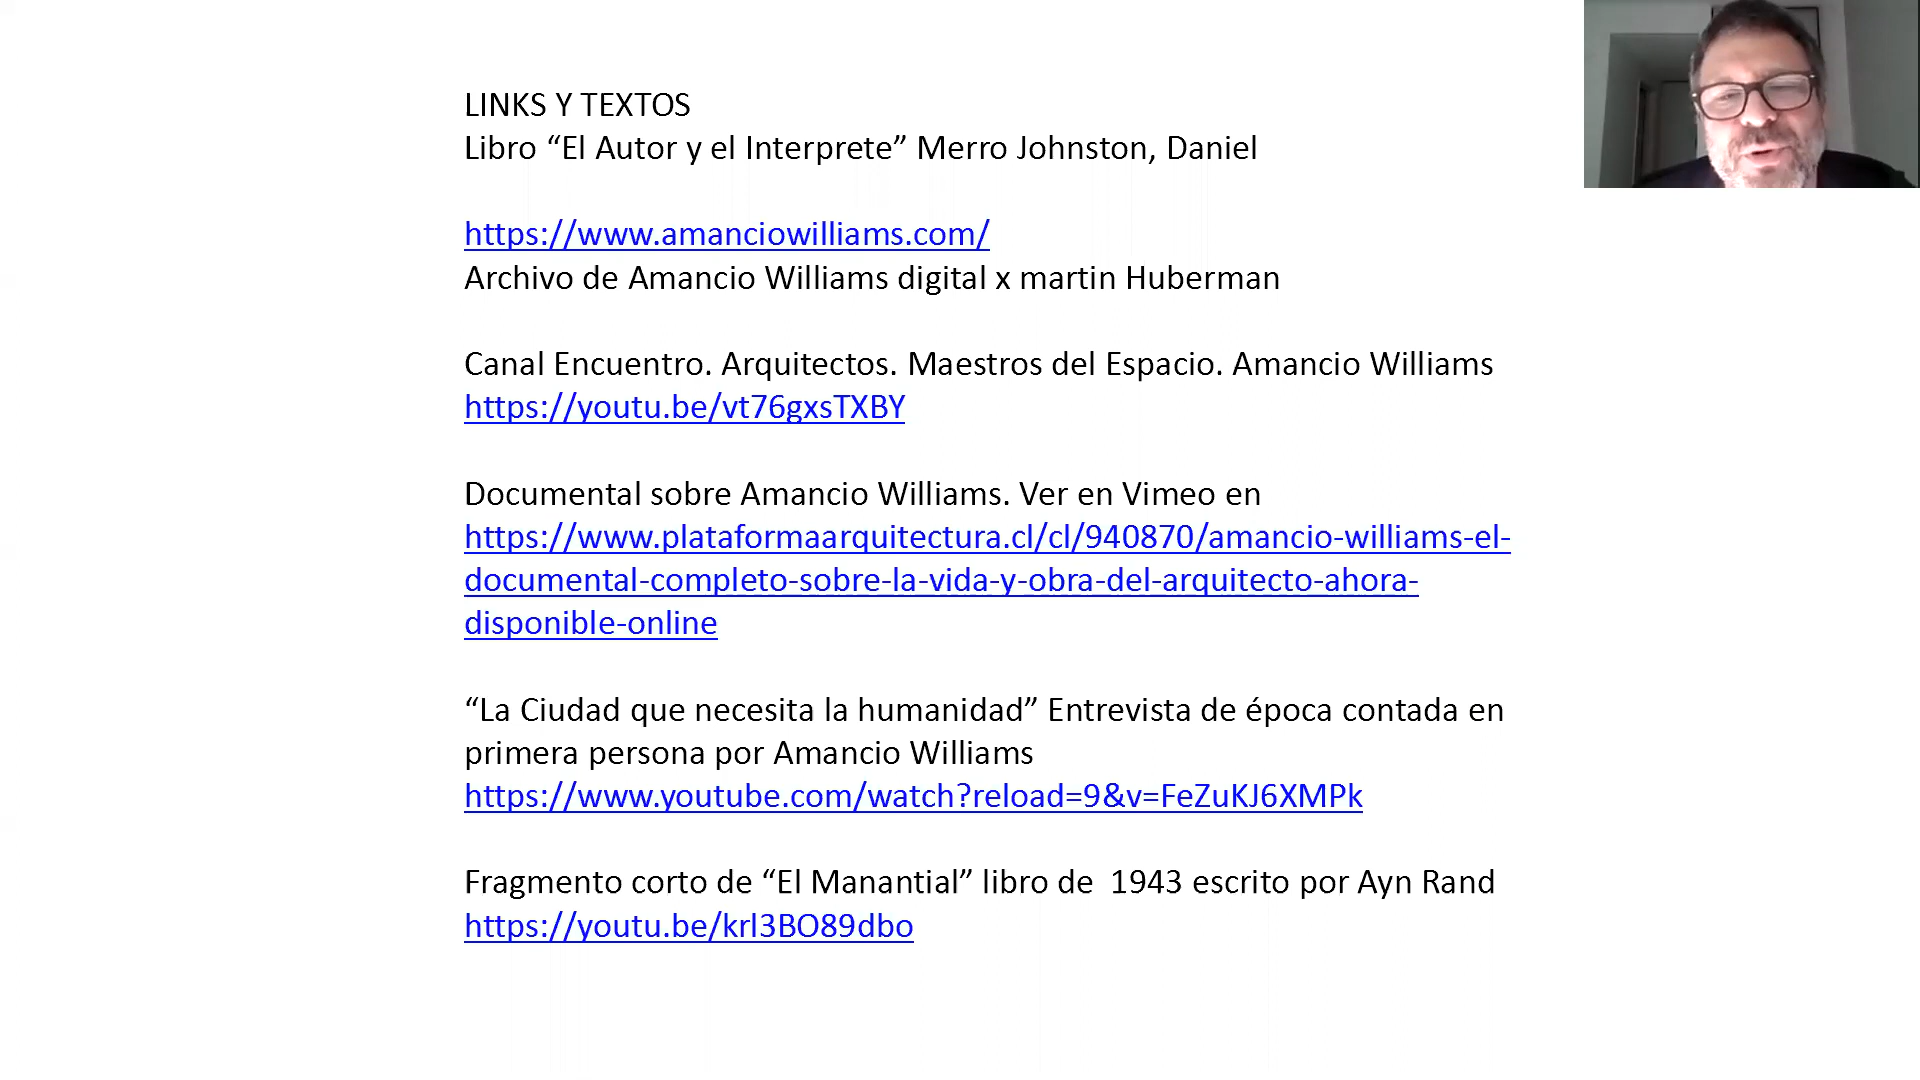 LINKS Y TEXTOS
Libro “El Autor y el Interprete” Merro Johnston, Daniel
https://www.amanciowilliams.com/
Archivo de Amancio Williams digital x martin Huberman
Canal Encuentro. Arquitectos. Maestros del Espacio. Amancio Williams
https://youtu.be/vt76gxsTXBY
Documental sobre Amancio Williams. Ver en Vimeo en
https://www.plataformaarquitectura.cl/cl/940870/amancio-williams-el-
documental-completo-sobre-la-vida-y-obra-del-arquitecto-ahora-
disponible-online
“La Ciudad que necesita la humanidad” Entrevista de época contada en
primera persona por Amancio Williams
https://www.youtube.com/watch?reload=9&v=FeZuKJ6XMPk
Fragmento corto de “El Manantial” libro de  1943 escrito por Ayn Rand
https://youtu.be/krl3BO89dbo